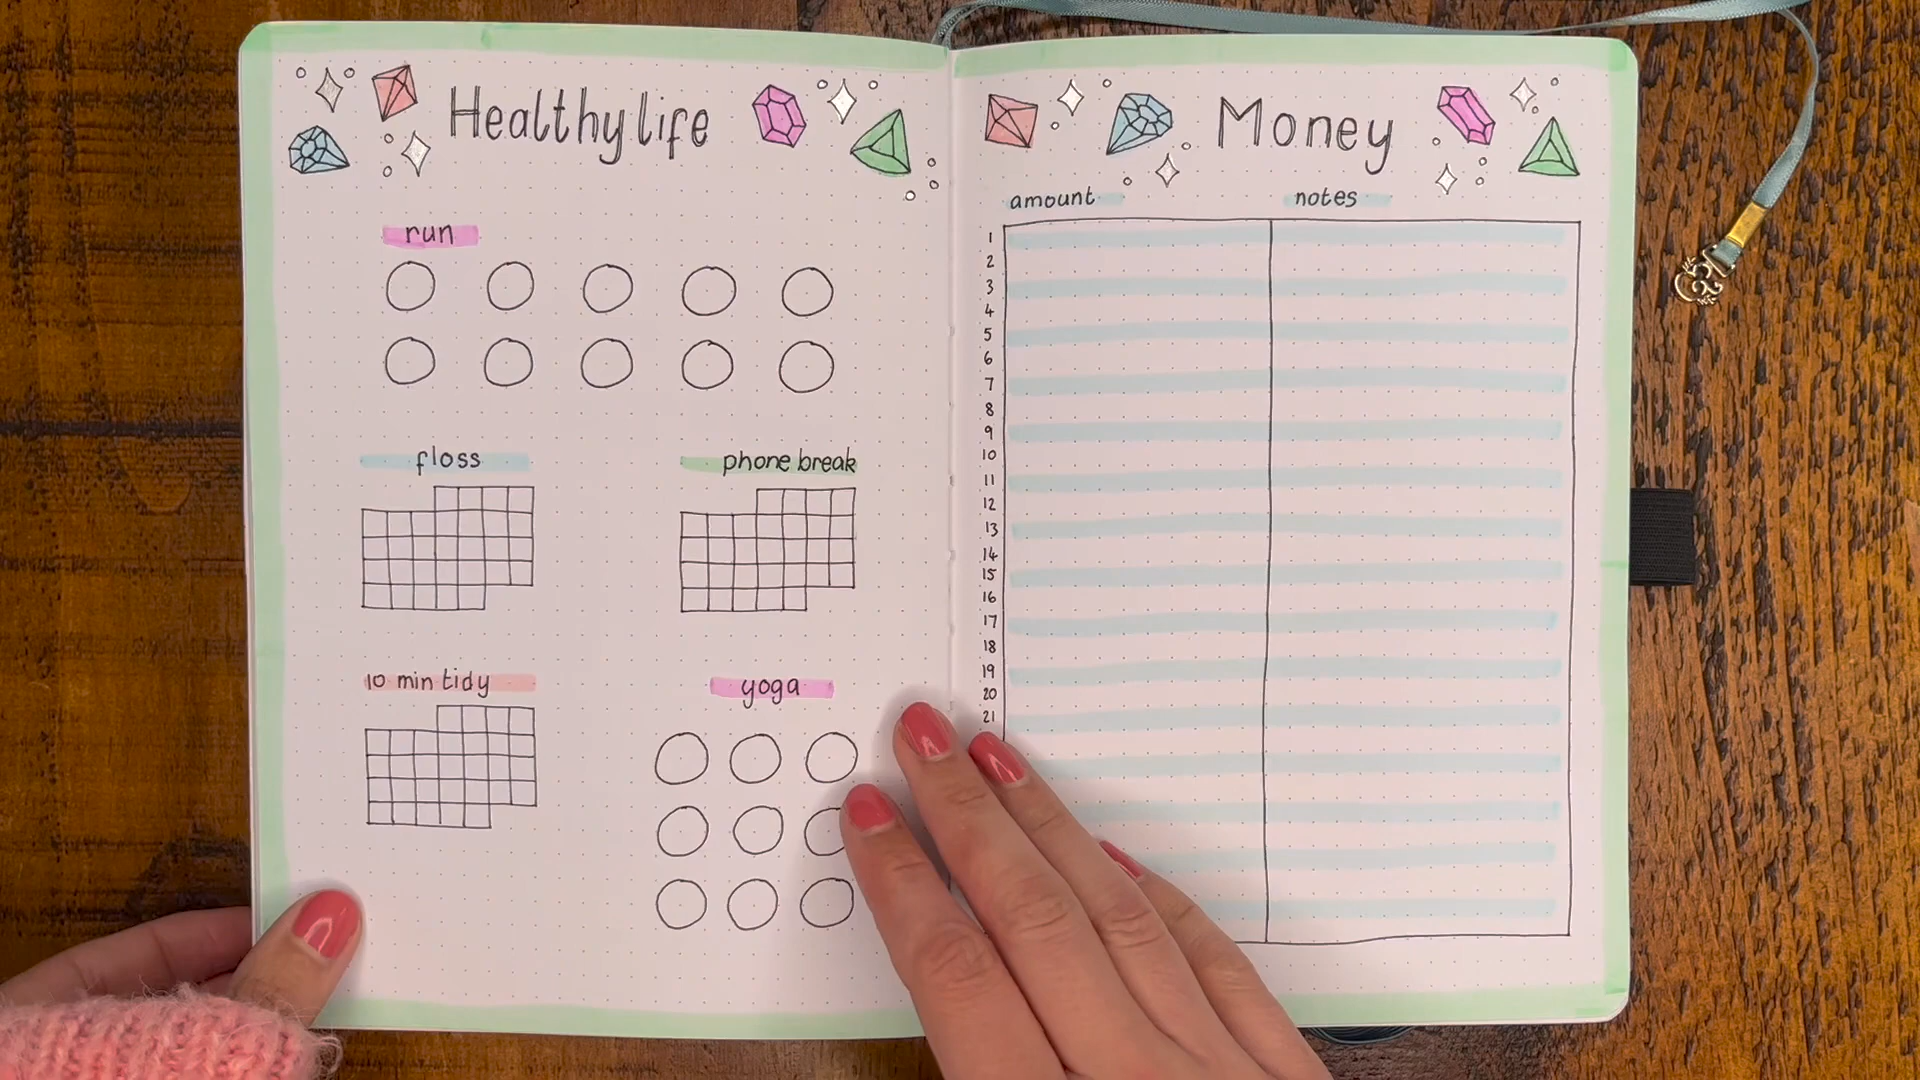 Healthy life
run
floss
phone break
10 min tidy
yoga
Money
amount notes
1
2
3
4
5
6
7
8
9
10
11
12
13
14
15
16
17
18
19
20
21